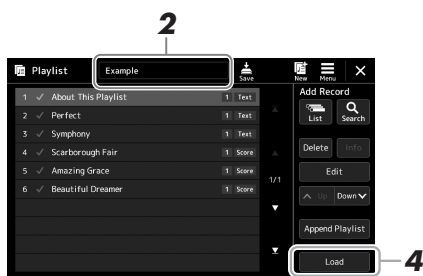 2
Playlist Example Save New Menu
1 About This Playlist 1 Text
2 Perfect 1 Text
3 Symphony 1 Text
4 Scarborough Fair 1 Score
5 Amazing Grace 1 Score
6 Beautiful Dreamer 1 Score
1/1
Add Record
List Search
Delete Info
Edit
Up Down
Append Playlist
Load 4